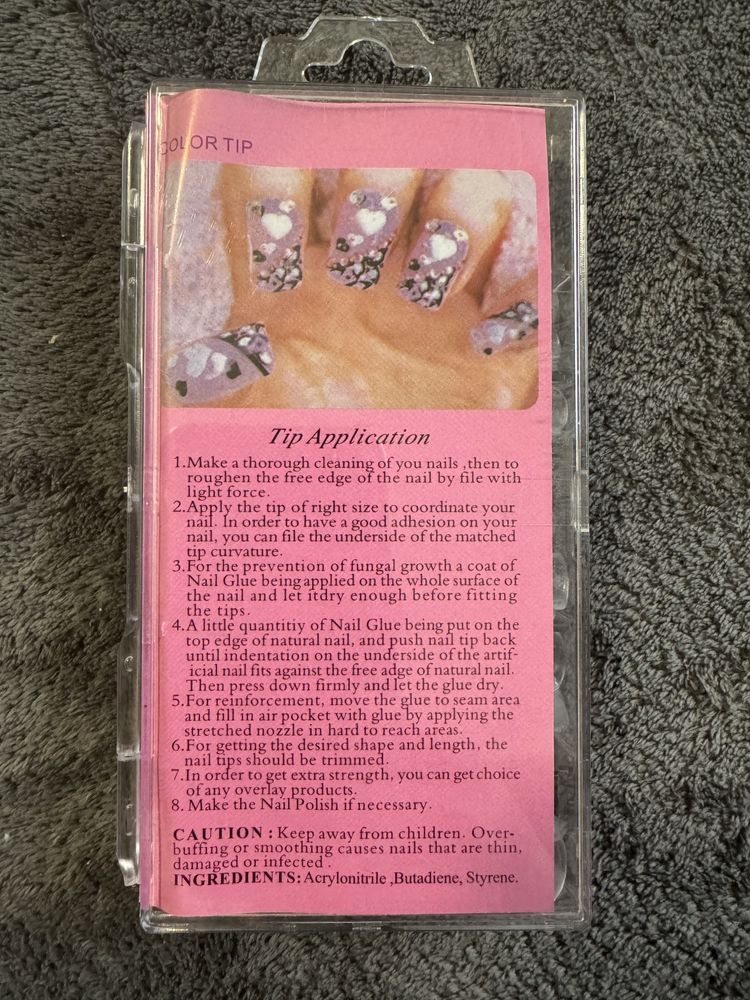 COLOR TIP
Tip Application
1.Make a thorough cleaning of you nails ,then to
roughen the free edge of the nail by file with
light force.
2.Apply the tip of right size to coordinate your
nail. In order to have a good adhesion on your
nail, you can file the underside of the matched
tip curvature.
3.For the prevention of fungal growth a coat of
Nail Glue being applied on the whole surface of
the nail and let itdry enough before fitting
the tips.
4.A little quantitiy of Nail Glue being put on the
top edge of natural nail, and push nail tip back
until indentation on the underside of the artif-
icial nail fits against the free adge of natural nail.
Then press down firmly and let the glue dry.
5.For reinforcement, move the glue to seam area
and fill in air pocket with glue by applying the
stretched nozzle in hard to reach areas.
6.For getting the desired shape and length, the
nail tips should be trimmed.
7.In order to get extra strength, you can get choice
of any overlay products.
8. Make the Nail Polish if necessary.
CAUTION : Keep away from children. Over-
buffing or smoothing causes nails that are thin,
damaged or infected .
INGREDIENTS: Acrylonitrile ,Butadiene, Styrene.